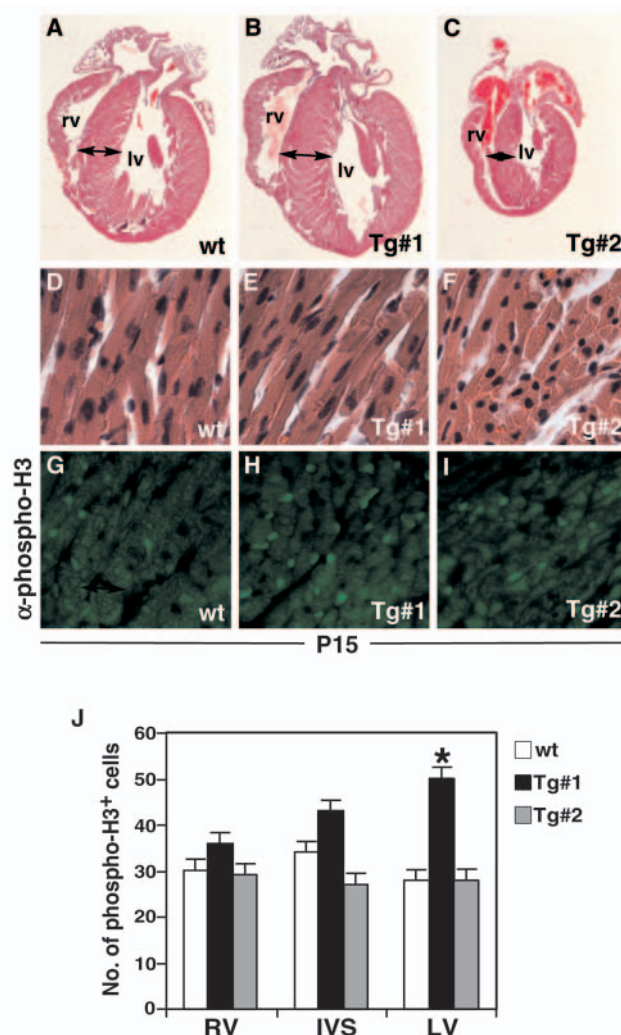 A
B
C
rv
lv
wt
rv
lv
Tg#1
rv
lv
Tg#2
D
E
F
wt
Tg#1
Tg#2
α-phospho-H3
G
H
I
wt
Tg#1
Tg#2
P15
J
No. of phospho-H3+ cells
60
50
40
30
20
10
0
*
wt
Tg#1
Tg#2
RV
IVS
LV